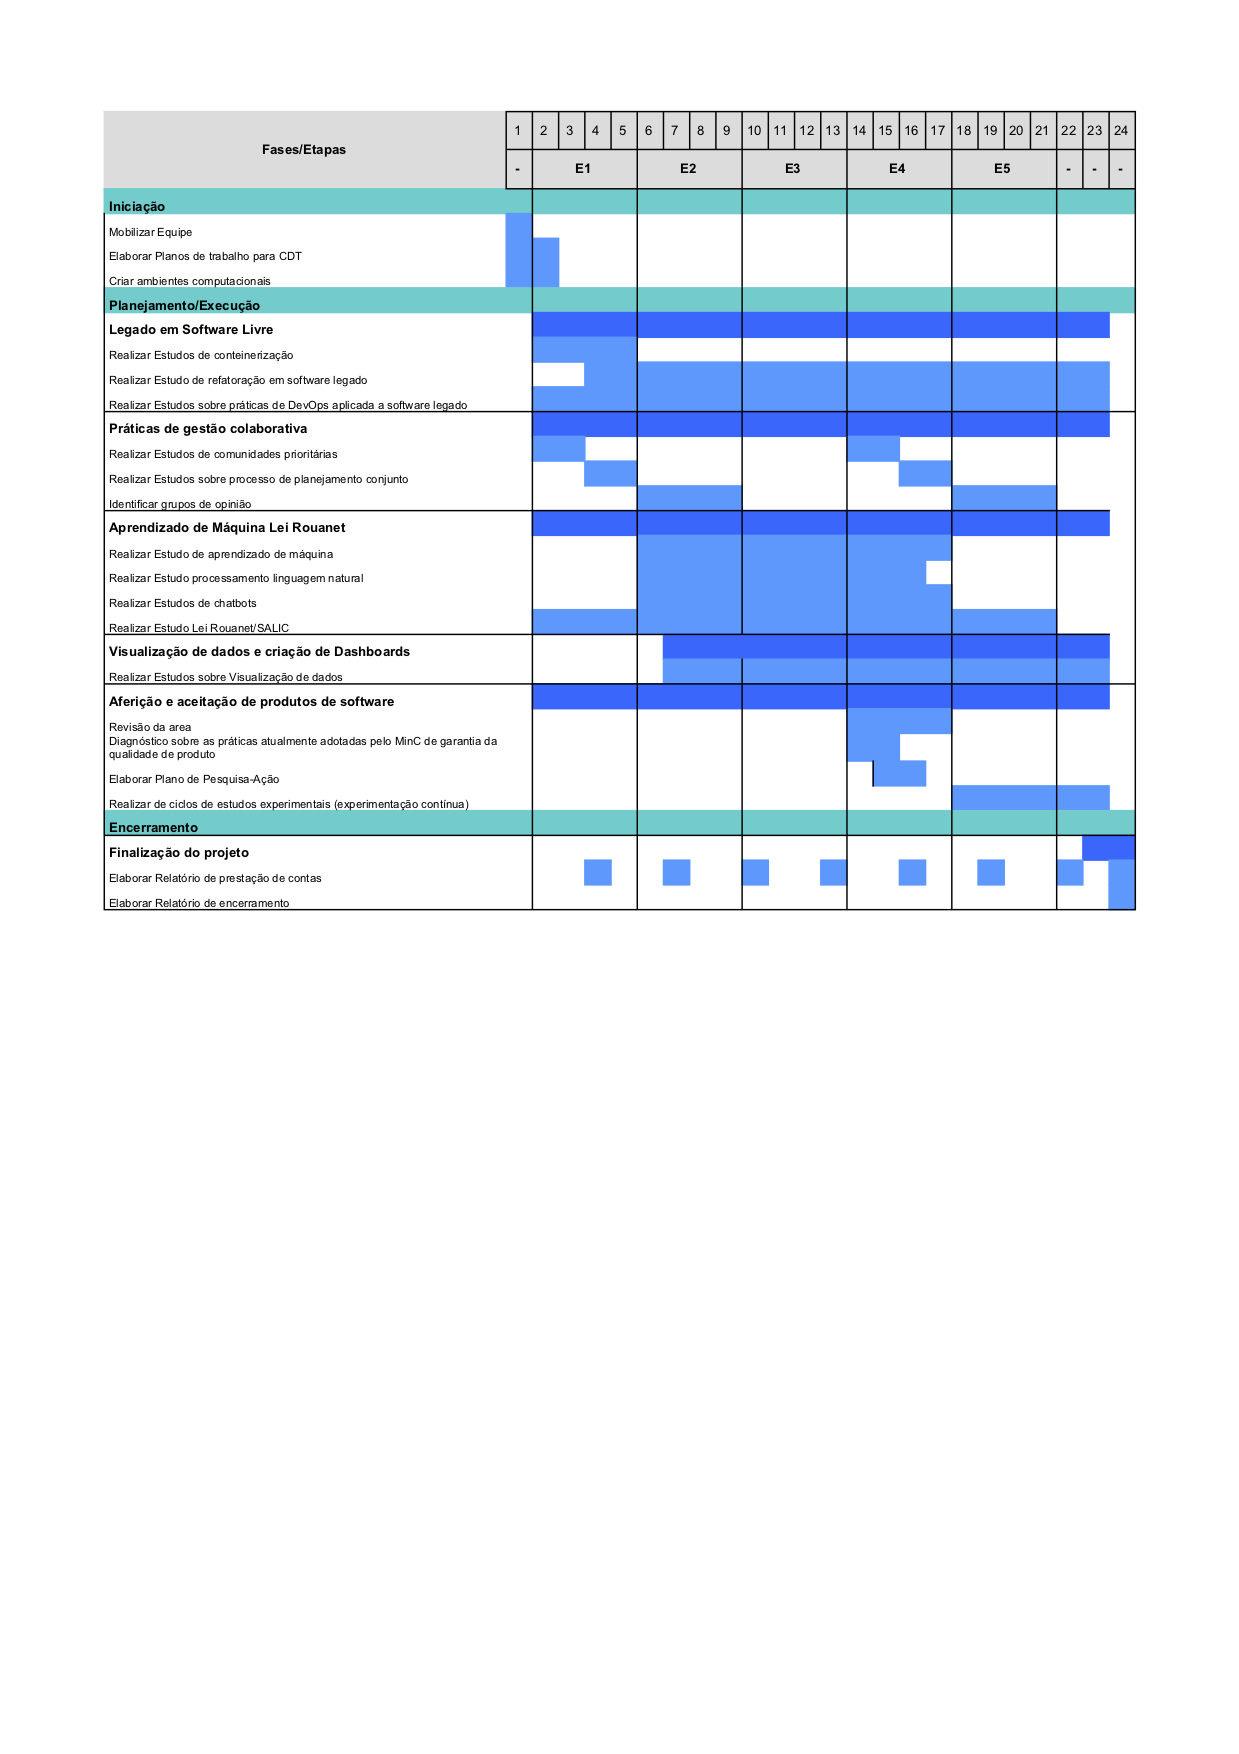 Fases/Etapas
1 2 3 4 5 6 7 8 9 10 11 12 13 14 15 16 17 18 19 20 21 22 23 24
- E1 E2 E3 E4 E5 - - -
Iniciação
Mobilizar Equipe
Elaborar Planos de trabalho para CDT
Criar ambientes computacionais
Planejamento/Execução
Legado em Software Livre
Realizar Estudos de conteinerização
Realizar Estudo de refatoração em software legado
Realizar Estudos sobre práticas de DevOps aplicada a software legado
Práticas de gestão colaborativa
Realizar Estudos de comunidades prioritárias
Realizar Estudos sobre processo de planejamento conjunto
Identificar grupos de opinião
Aprendizado de Máquina Lei Rouanet
Realizar Estudo de aprendizado de máquina
Realizar Estudo processamento linguagem natural
Realizar Estudos de chatbots
Realizar Estudo Lei Rouanet/SALIC
Visualização de dados e criação de Dashboards
Realizar Estudos sobre Visualização de dados
Aferição e aceitação de produtos de software
Revisão da area
Diagnóstico sobre as práticas atualmente adotadas pelo MinC de garantia da
qualidade de produto
Elaborar Plano de Pesquisa-Ação
Realizar de ciclos de estudos experimentais (experimentação contínua)
Encerramento
Finalização do projeto
Elaborar Relatório de prestação de contas
Elaborar Relatório de encerramento